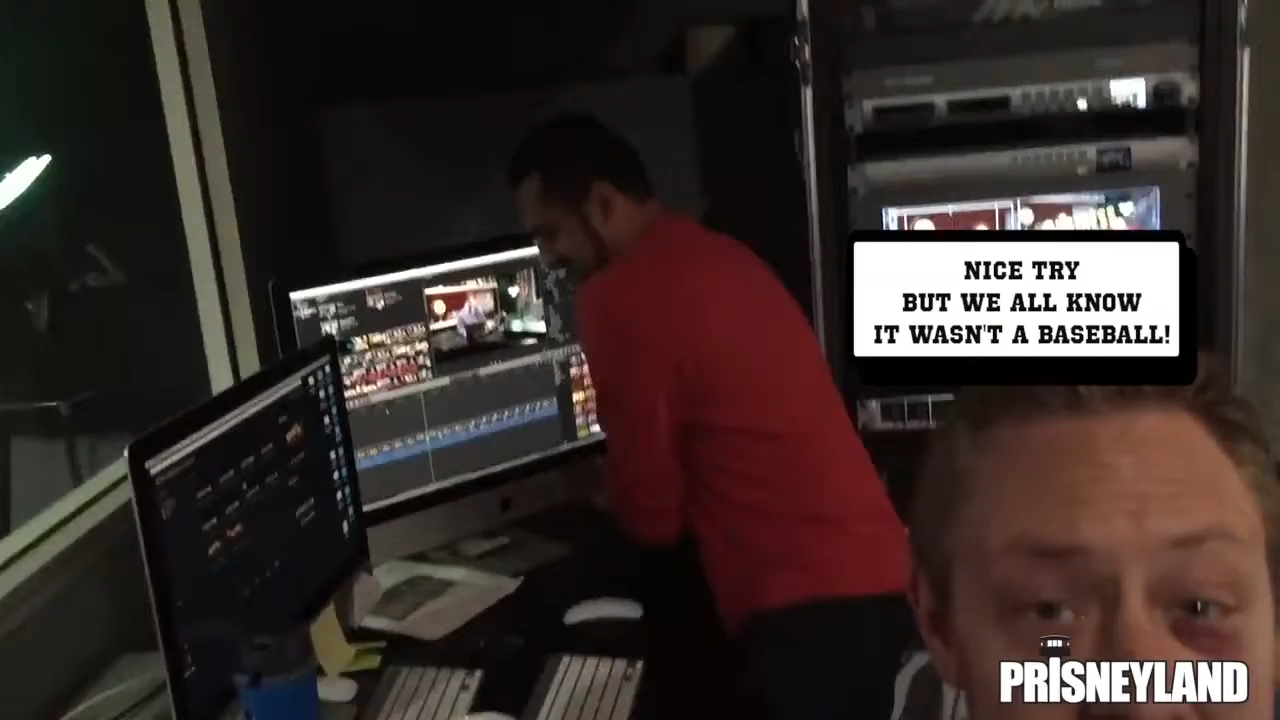 NICE TRY
BUT WE ALL KNOW
IT WASN'T A BASEBALL!
PRISNEYLAND